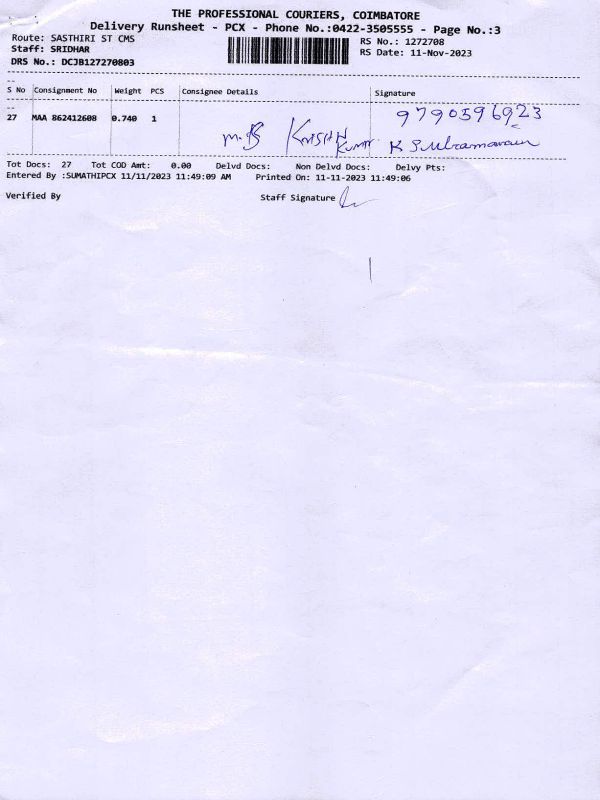 THE PROFESSIONAL COURIERS, COIMBATORE
Delivery Runsheet - PCX - Phone No.:0422-3505555 - Page No.:3
Route: SASTHIRI ST CMS
RS No.: 1272708
Staff: SRIDHAR
RS Date: 11-Nov-2023
DRS No.: DCJB127270803
S No Consignment No Weight PCS Consignee Details Signature
9790596923
27 MAA 862412608 0.740 1
Kumar K Subramaniam
Tot Docs: 27 Tot COD Amt: 0.00 Delvd Docs: Non Delvd Docs: Delvy Pts:
Entered By :SUMATHIPCX 11/11/2023 11:49:09 AM Printed On: 11-11-2023 11:49:06
Verified By Staff Signature